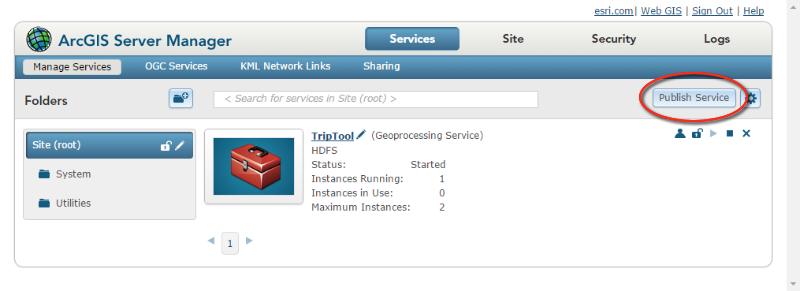 esri.com| Web GIS | Sign Out | Help
ArcGIS Server Manager Services Site Security Logs
Manage Services OGC Services KML Network Links Sharing
Folders < Search for services in Site (root) > Publish Service
Site (root)
System
Utilities
TripTool (Geoprocessing Service)
HDFS
Status: Started
Instances Running: 1
Instances in Use: 0
Maximum Instances: 2
1